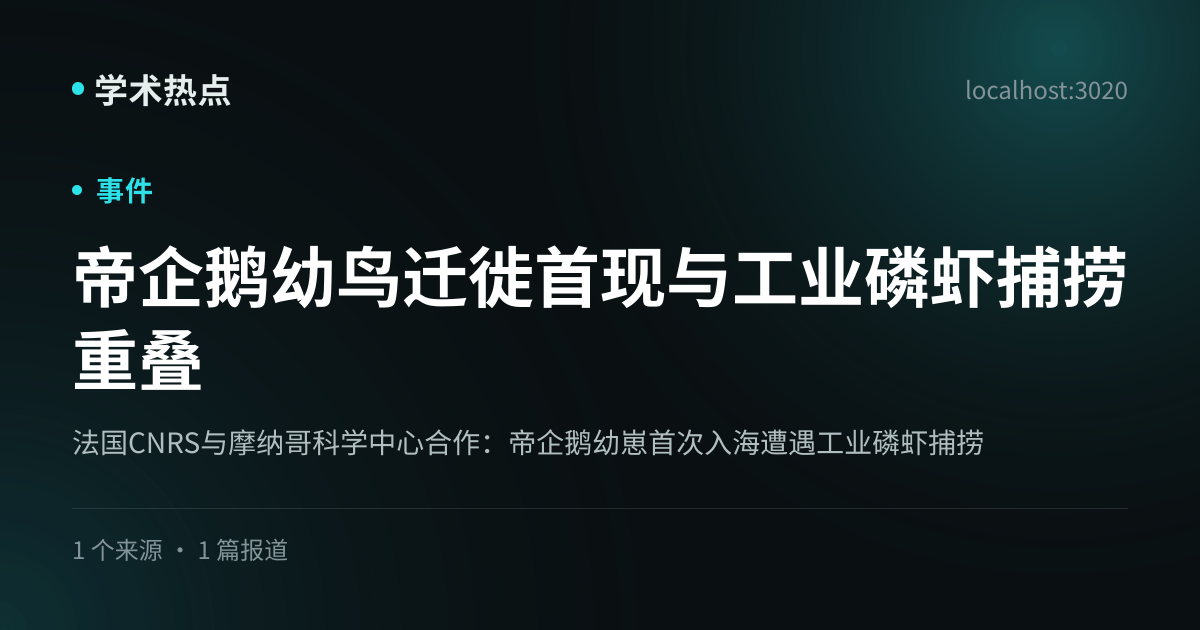 学术热点
localhost:3020
事件
帝企鹅幼鸟迁徙首现与工业磷虾捕捞
重叠
法国CNRS与摩纳哥科学中心合作：帝企鹅幼崽首次入海遭遇工业磷虾捕捞
1 个来源 · 1 篇报道